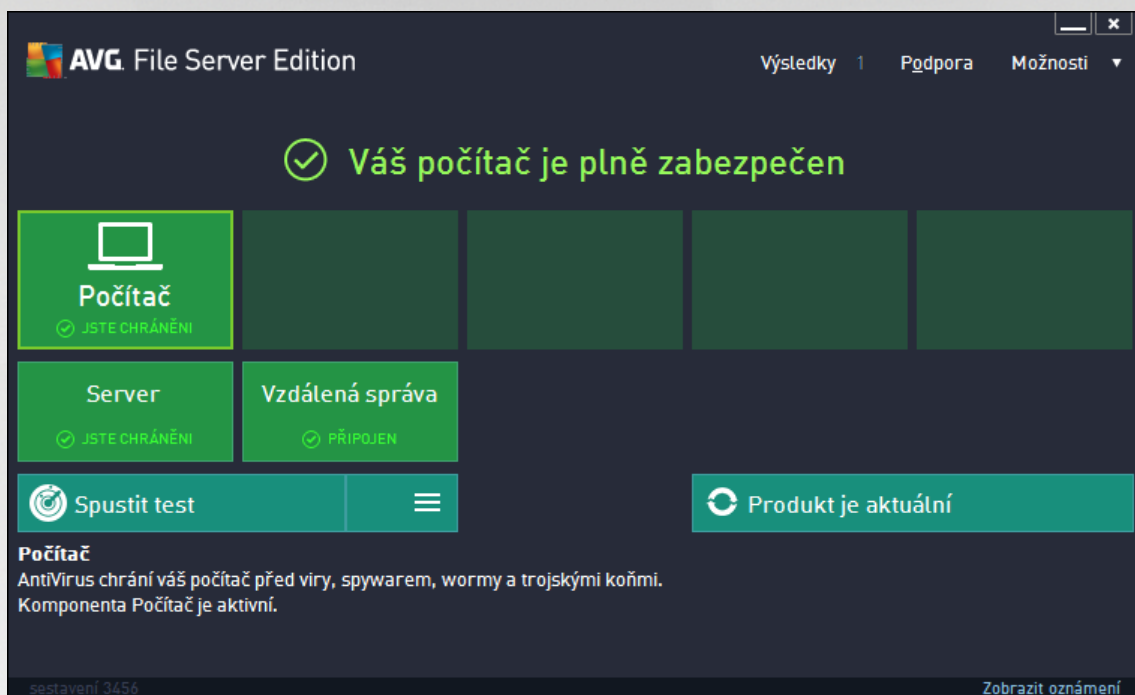 AVG. File Server Edition
Výsledky 1 Podpora Možnosti
Váš počítač je plně zabezpečen
Počítač
JSTE CHRÁNĚNI
Server
JSTE CHRÁNĚNI
Vzdálená správa
PŘIPOJEN
Spustit test
Produkt je aktuální
Počítač
AntiVirus chrání váš počítač před viry, spywarem, wormy a trojskými koňmi.
Komponenta Počítač je aktivní.
sestavení 3456
Zobrazit oznámení